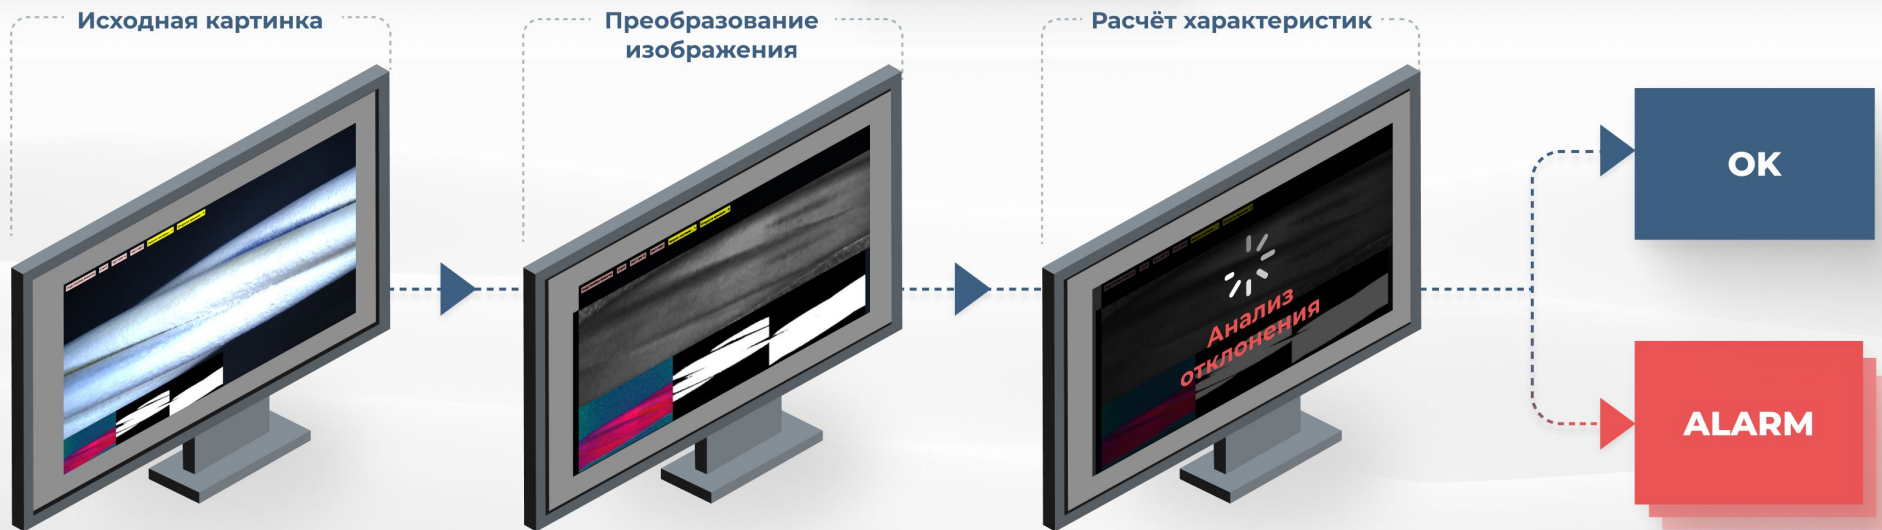 Исходная картинка
Преобразование
изображения
Расчёт характеристик
Анализ
отклонения
OK
ALARM